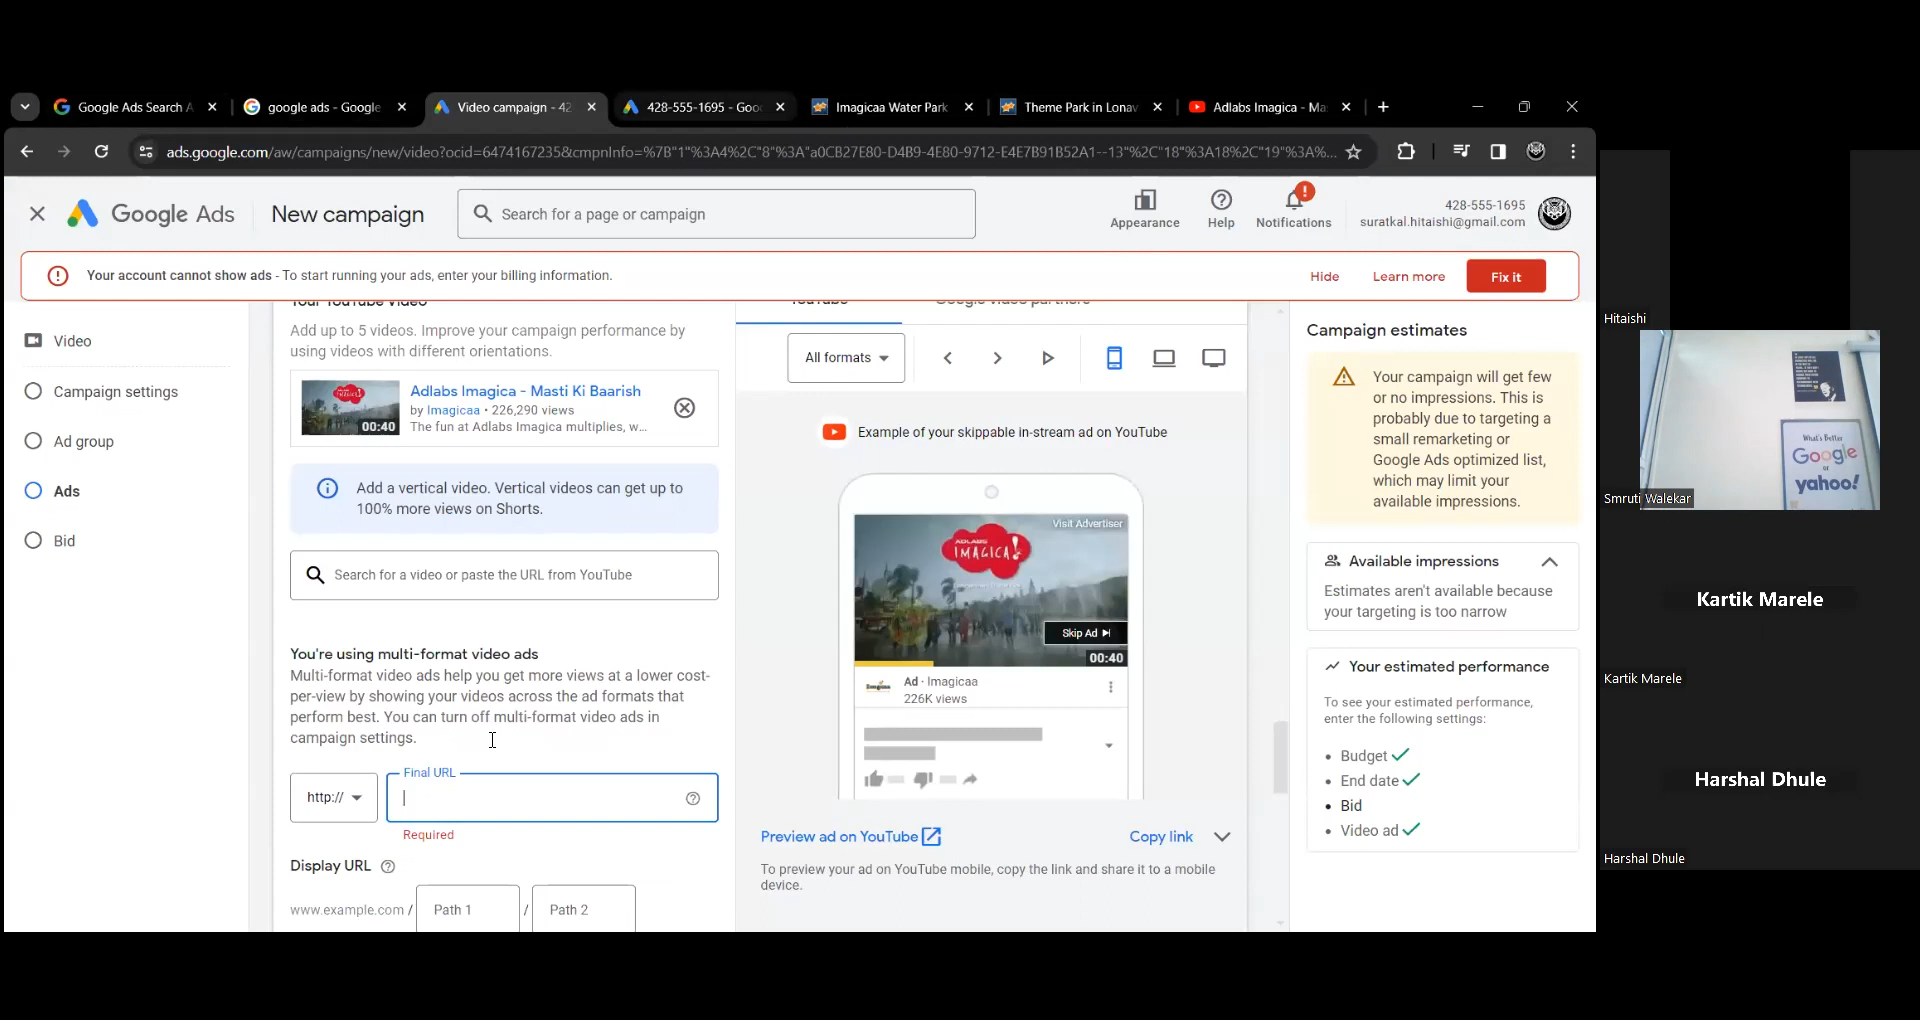 Google Ads Search A
google ads - Google
Video campaign - 42
428-555-1695 - Goo
Imagicaa Water Park
Theme Park in Lonav
Adlabs Imagica - Ma
ads.google.com/aw/campaigns/new/video?ocid=6474167235&cmpnInfo=%7B"1"%3A4%2C"8"%3A"a0CB27E80-D4B9-4E80-9712-E4E7B91B52A1--13"%2C"18"%3A18%2C"19"%3A%...
Google Ads
New campaign
Search for a page or campaign
Appearance
Help
Notifications
428-555-1695
suratkal.hitaishi@gmail.com
Your account cannot show ads - To start running your ads, enter your billing information.
Hide
Learn more
Fix it
Video
Campaign settings
Ad group
Ads
Bid
Your YouTube video
Add up to 5 videos. Improve your campaign performance by
using videos with different orientations.
Adlabs Imagica - Masti Ki Baarish
by Imagicaa • 226,290 views
The fun at Adlabs Imagica multiplies, w...
00:40
Add a vertical video. Vertical videos can get up to
100% more views on Shorts.
Search for a video or paste the URL from YouTube
You're using multi-format video ads
Multi-format video ads help you get more views at a lower cost-
per-view by showing your videos across the ad formats that
perform best. You can turn off multi-format video ads in
campaign settings.
http://
Final URL
Required
Display URL
www.example.com /
Path 1
/
Path 2
YouTube
Google video partners
All formats
Example of your skippable in-stream ad on YouTube
Visit Advertiser
ADLABS
IMAGICA!
Skip Ad
00:40
Imagicaa
Ad · Imagicaa
226K views
Preview ad on YouTube
Copy link
To preview your ad on YouTube mobile, copy the link and share it to a mobile
device.
Campaign estimates
Your campaign will get few
or no impressions. This is
probably due to targeting a
small remarketing or
Google Ads optimized list,
which may limit your
available impressions.
Available impressions
Estimates aren't available because
your targeting is too narrow
Your estimated performance
To see your estimated performance,
enter the following settings:
• Budget
• End date
• Bid
• Video ad
Hitaishi
What's Better
Google
or
yahoo!
Smruti Walekar
Kartik Marele
Kartik Marele
Harshal Dhule
Harshal Dhule